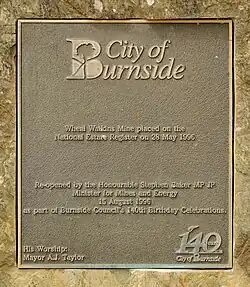 City of
Burnside
Wheal Watkins Mine placed on the
National Estate Register on 28 May 1996
Re-opened by the Honourable Stephen Baker MP JP
Minister for Mines and Energy
15 August 1996
as part of Burnside Council's 140th Birthday Celebrations.
His Worship:
Mayor A.J. Taylor
140
City of Burnside